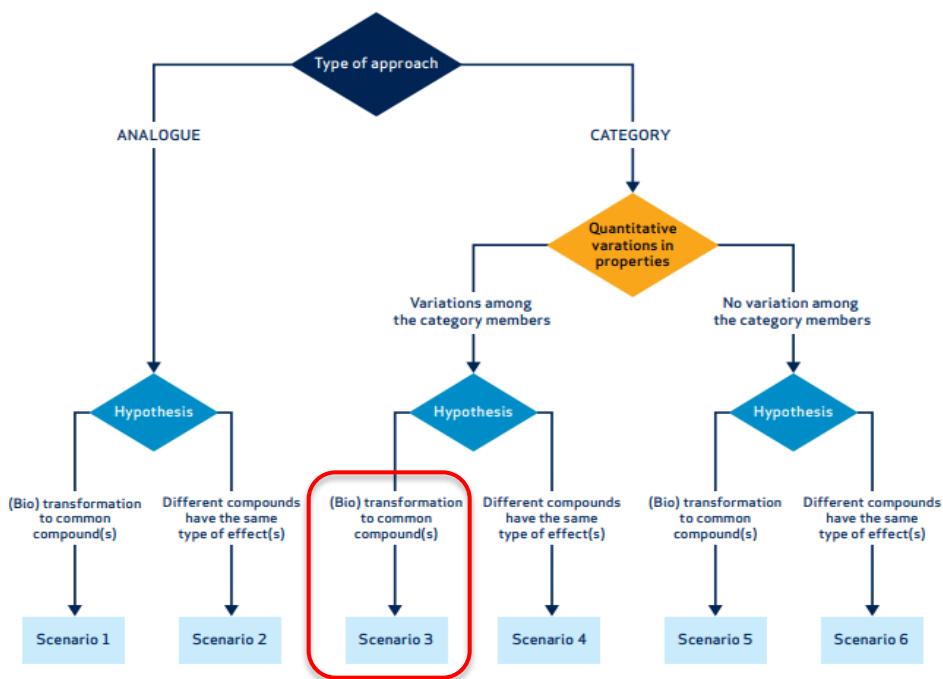 Type of approach
ANALOGUE
CATEGORY
Quantitative
varations in
properties
Variations among
the category members
No variation among
the category members
Hypothesis
Hypothesis
Hypothesis
(Bio) transformation
to common
compound(s)
Different compounds
have the same
type of effect(s)
(Bio) transformation
to common
compound(s)
Different compounds
have the same
type of effect(s)
(Bio) transformation
to common
compound(s)
Different compounds
have the same
type of effect(s)
Scenario 1
Scenario 2
Scenario 3
Scenario 4
Scenario 5
Scenario 6